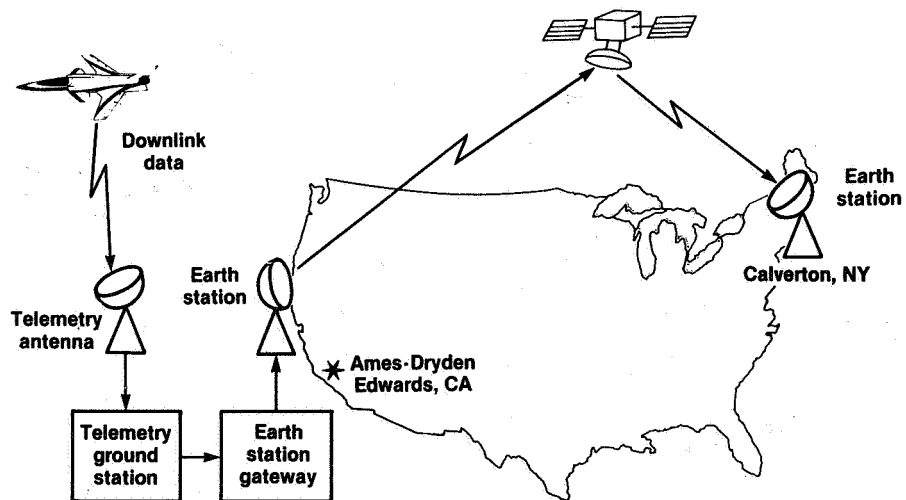 Downlink
data
Earth
station
Calverton, NY
Earth
station
Telemetry
antenna
Ames-Dryden
Edwards, CA
Telemetry
ground
station
Earth
station
gateway